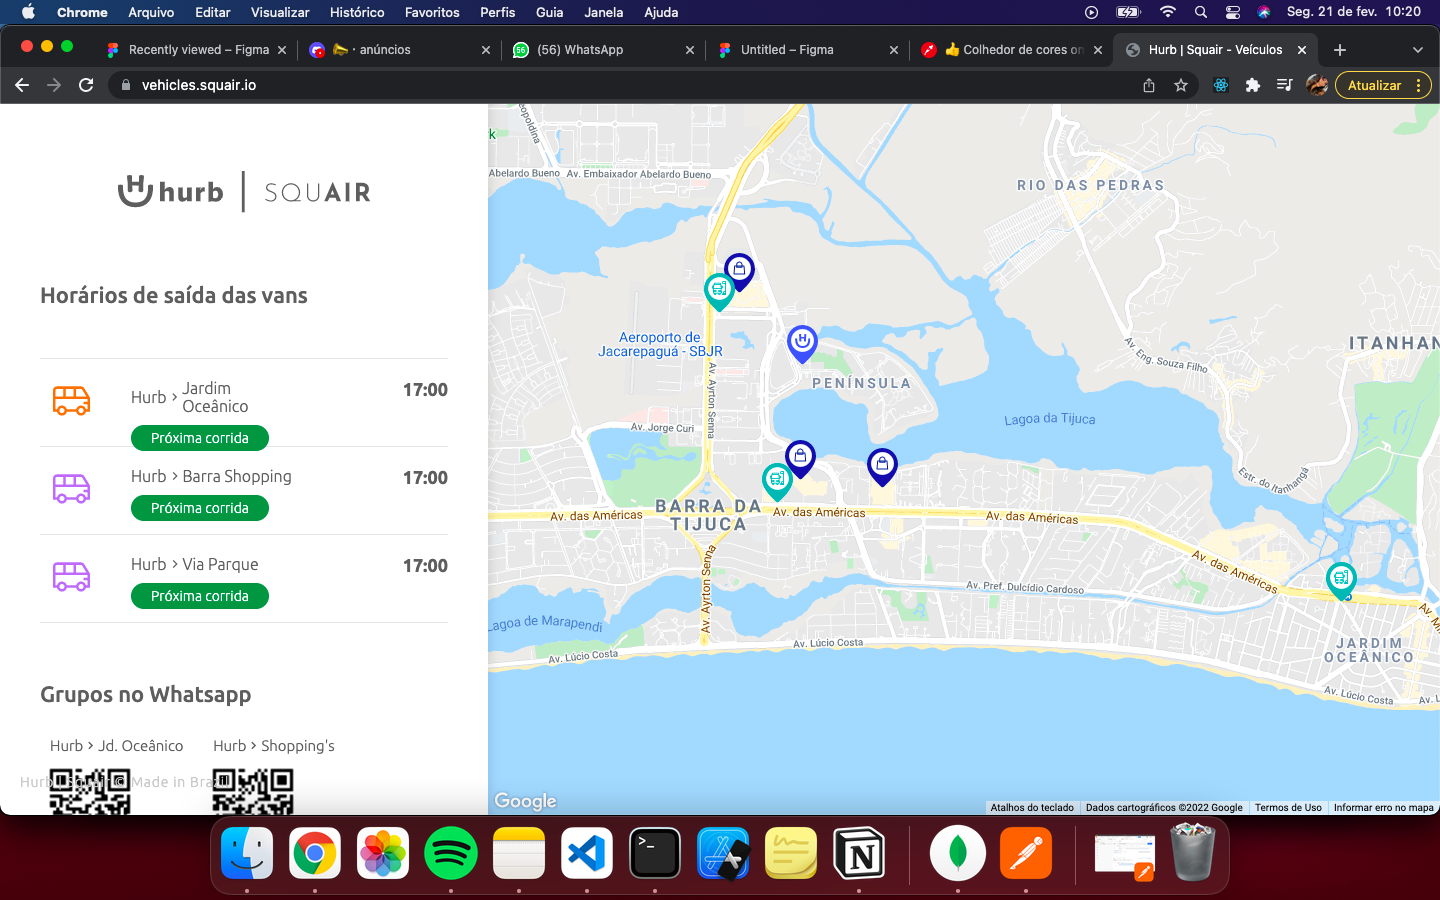 Chrome Arquivo Editar Visualizar Histórico Favoritos Perfis Guia Janela Ajuda
Seg. 21 de fev. 10:20
Recently viewed – Figma
· anúncios
(56) WhatsApp
Untitled – Figma
Colhedor de cores on
Hurb | Squair - Veículos
vehicles.squair.io
Atualizar
hurb | SQUAIR
Horários de saída das vans
Hurb > Jardim
Oceânico
17:00
Próxima corrida
Hurb > Barra Shopping
17:00
Próxima corrida
Hurb > Via Parque
17:00
Próxima corrida
Grupos no Whatsapp
Hurb > Jd. Oceânico
Hurb > Shopping's
Hurb | Squair © Made in Brazil
eopoldina
k
Abelardo Bueno
Av. Embaixador Abelardo Bueno
RIO DAS PEDRAS
Aeroporto de
Jacarepaguá - SBJR
Av. Ayrton Senna
PENÍNSULA
Av. Eng. Souza Filho
ITANHAN
Lagoa da Tijuca
Av. Jorge Curi
Estr. do Itanhangá
BARRA DA
TIJUCA
Av. das Américas
Av. das Américas
Av. das Américas
Av. das Américas
Av. Ayrton Senna
Av. Pref. Dulcídio Cardoso
Lagoa de Marapendi
Av. Lúcio Costa
Av. Lúcio Costa
JARDIM
OCEÂNICO
Av. Mi
Av. Lúcio Costa
Av. L
Google
Atalhos do teclado
Dados cartográficos ©2022 Google
Termos de Uso
Informar erro no mapa